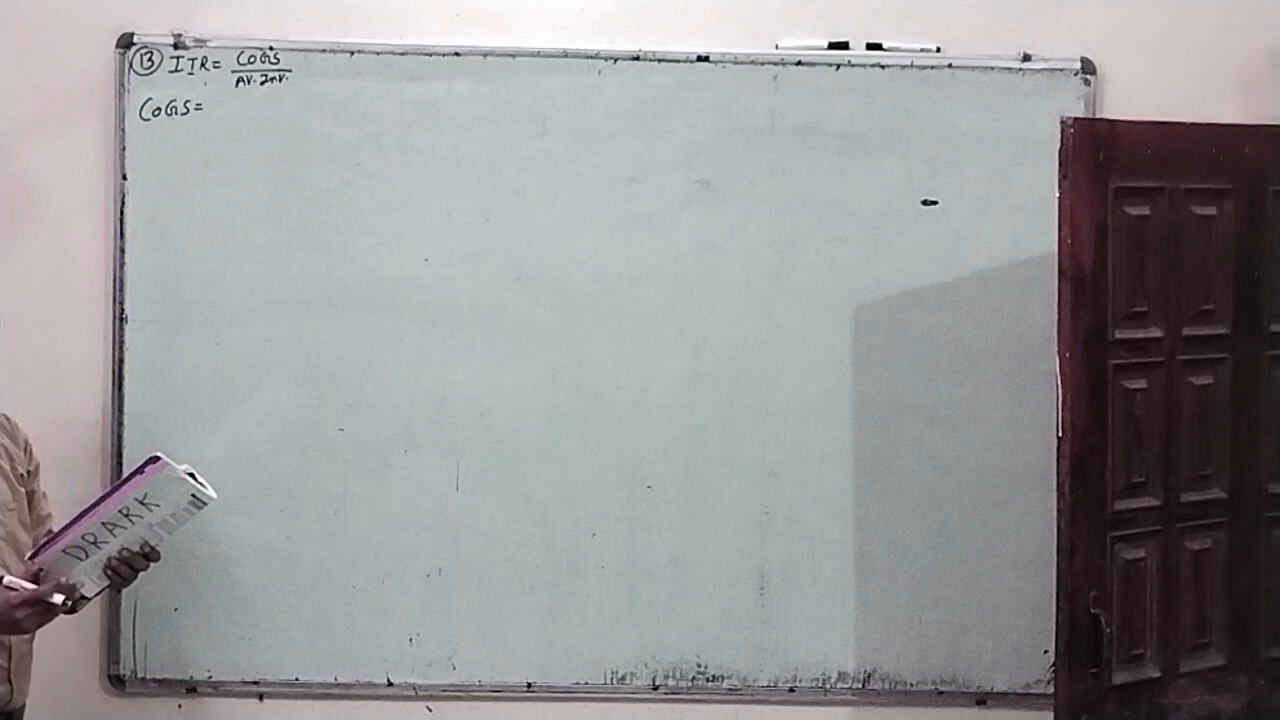 13 ITR = COGS / AV. Inv.
COGS =
DRARK